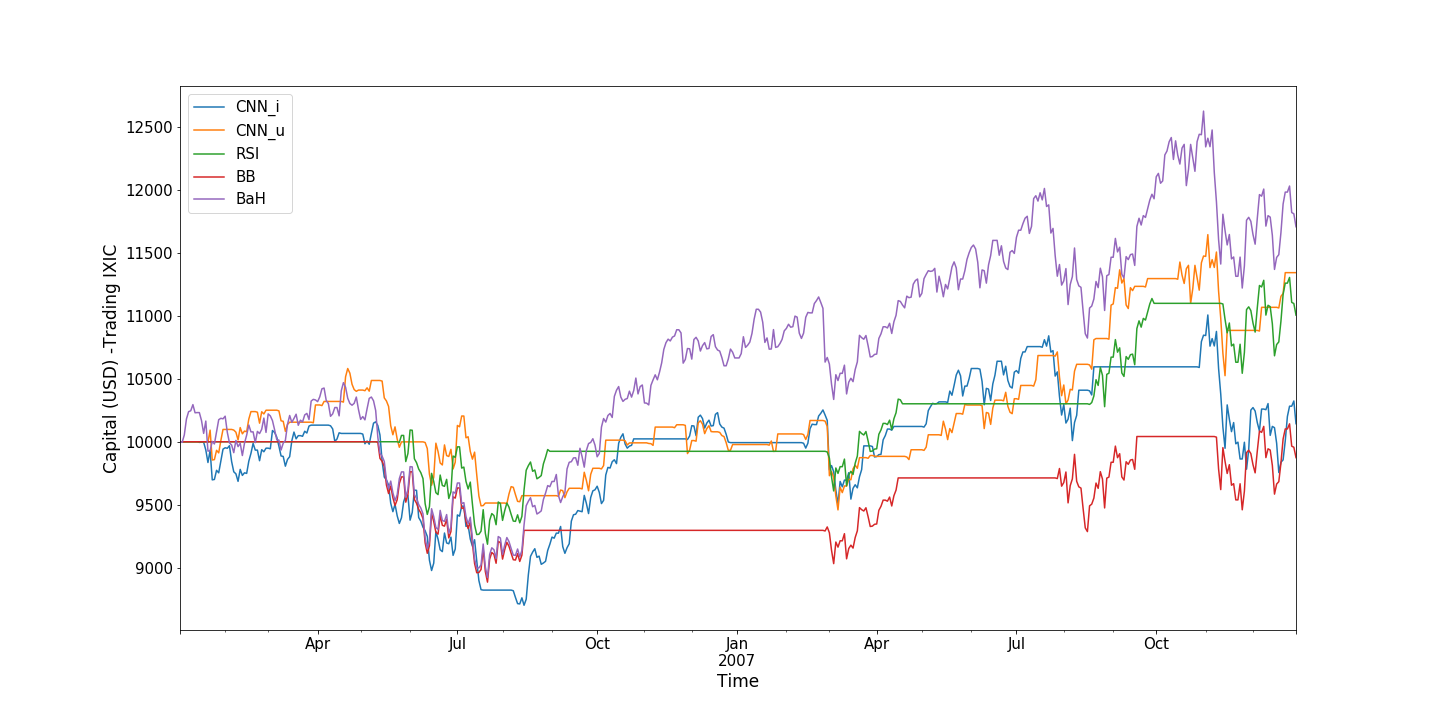 CNN_i
CNN_u
RSI
BB
BaH
12500
12000
11500
11000
10500
10000
9500
9000
Capital (USD) -Trading IXIC
Apr
Jul
Oct
Jan
2007
Apr
Jul
Oct
Time